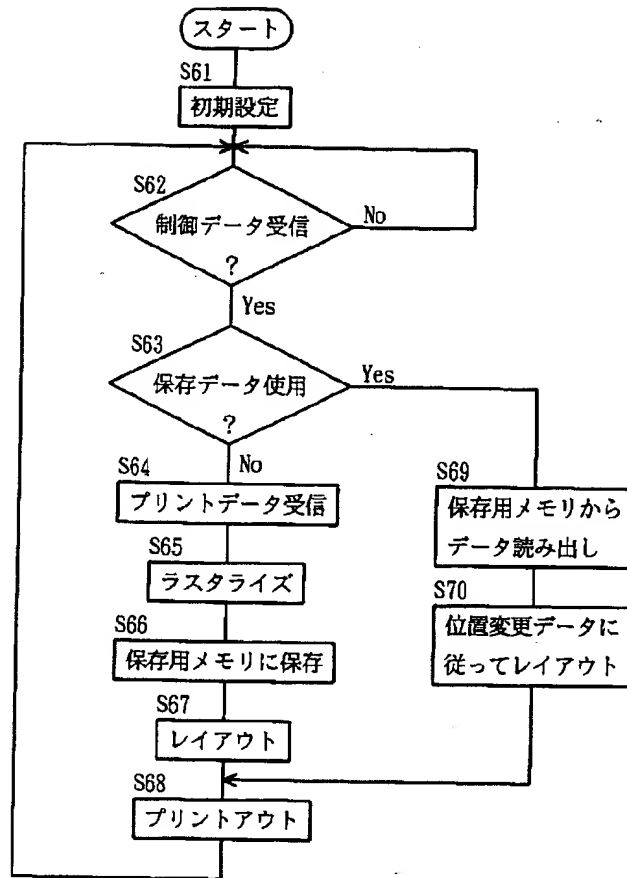 スタート
S61
初期設定
S62
制御データ受信
?
No
Yes
S63
保存データ使用
?
Yes
No
S64
プリントデータ受信
S65
ラスタライズ
S66
保存用メモリに保存
S67
レイアウト
S68
プリントアウト
S69
保存用メモリから
データ読み出し
S70
位置変更データに
従ってレイアウト